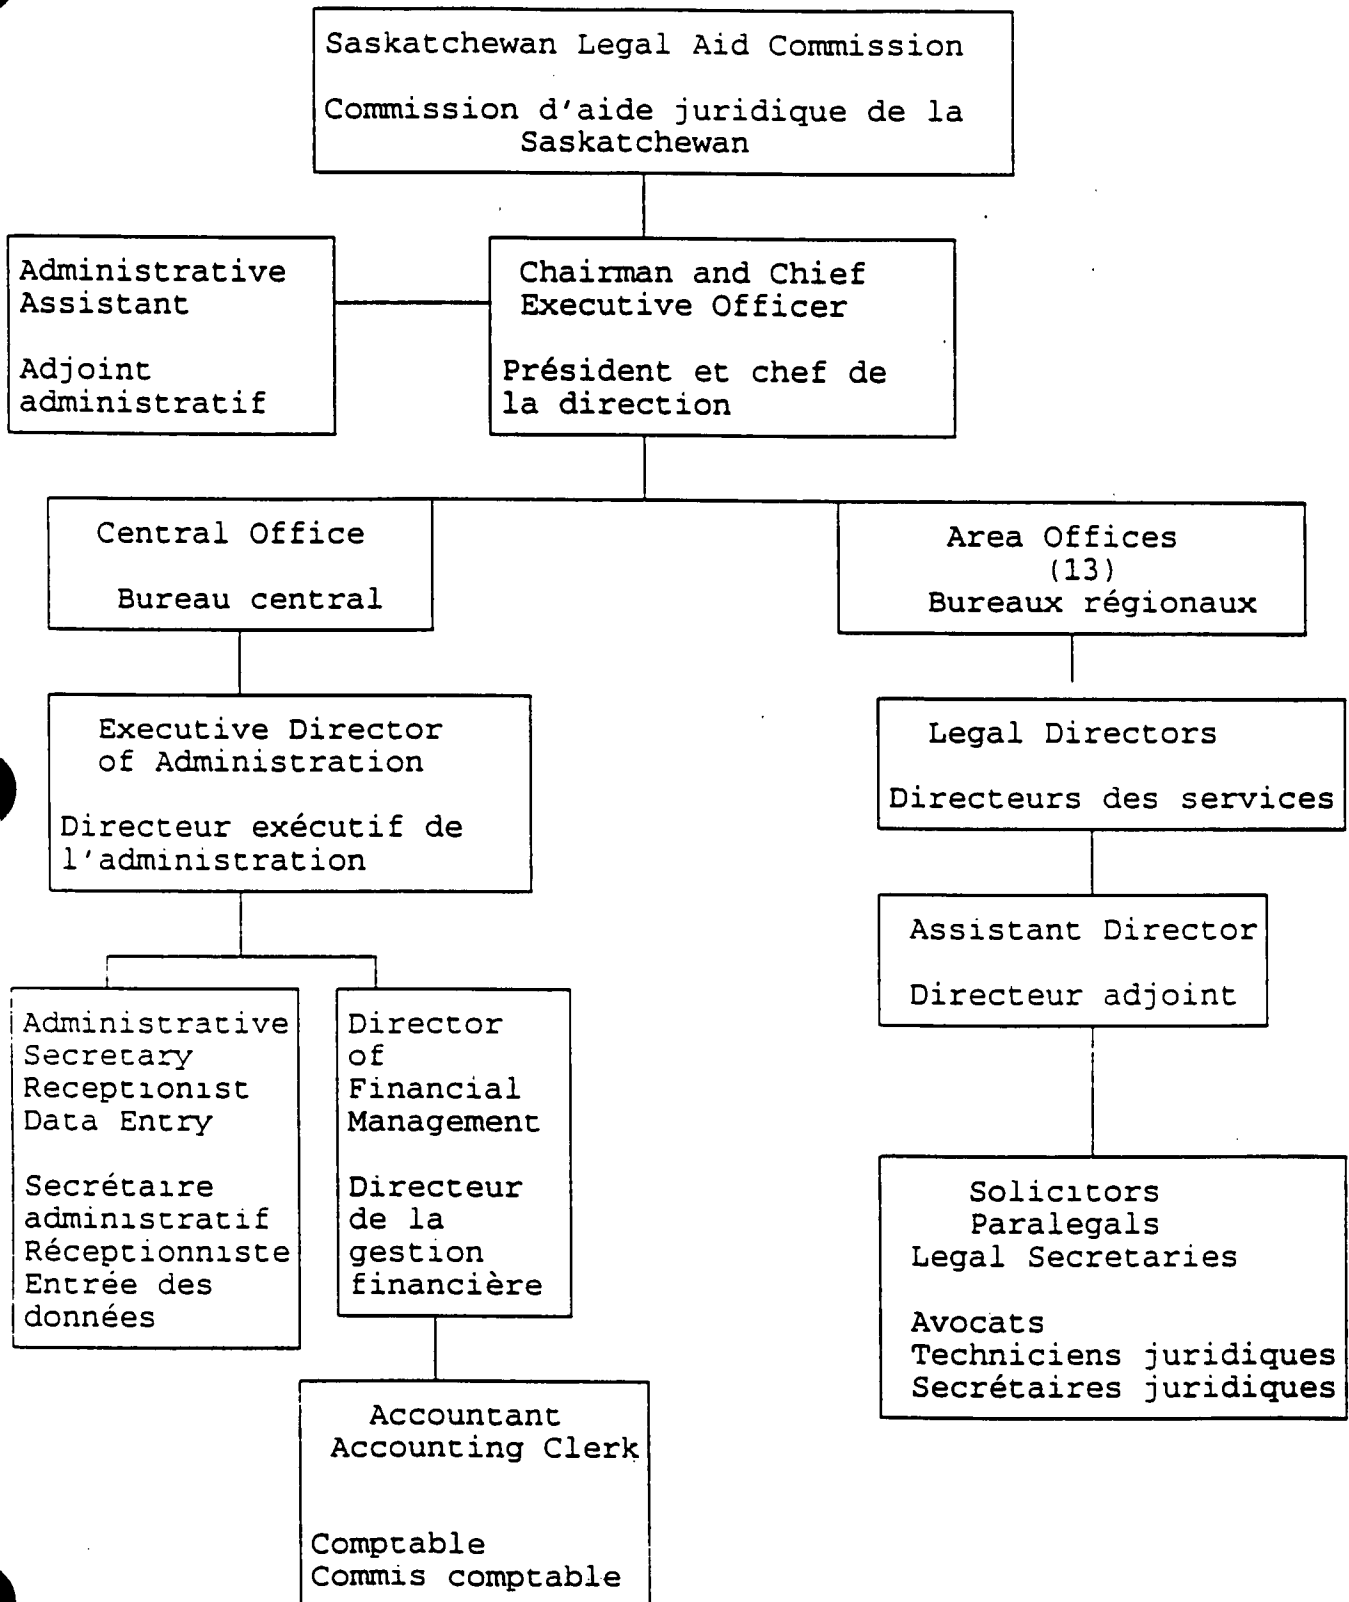 Saskatchewan Legal Aid Commission
Commission d'aide juridique de la
Saskatchewan
Administrative
Assistant
Adjoint
administratif
Chairman and Chief
Executive Officer
Président et chef de
la direction
Central Office
Bureau central
Area Offices
(13)
Bureaux régionaux
Executive Director
of Administration
Directeur exécutif de
l'administration
Legal Directors
Directeurs des services
Assistant Director
Directeur adjoint
Administrative
Secretary
Receptionist
Data Entry
Secrétaire
administratif
Réceptionniste
Entrée des
données
Director
of
Financial
Management
Directeur
de la
gestion
financière
Solicitors
Paralegals
Legal Secretaries
Avocats
Techniciens juridiques
Secrétaires juridiques
Accountant
Accounting Clerk
Comptable
Commis comptable